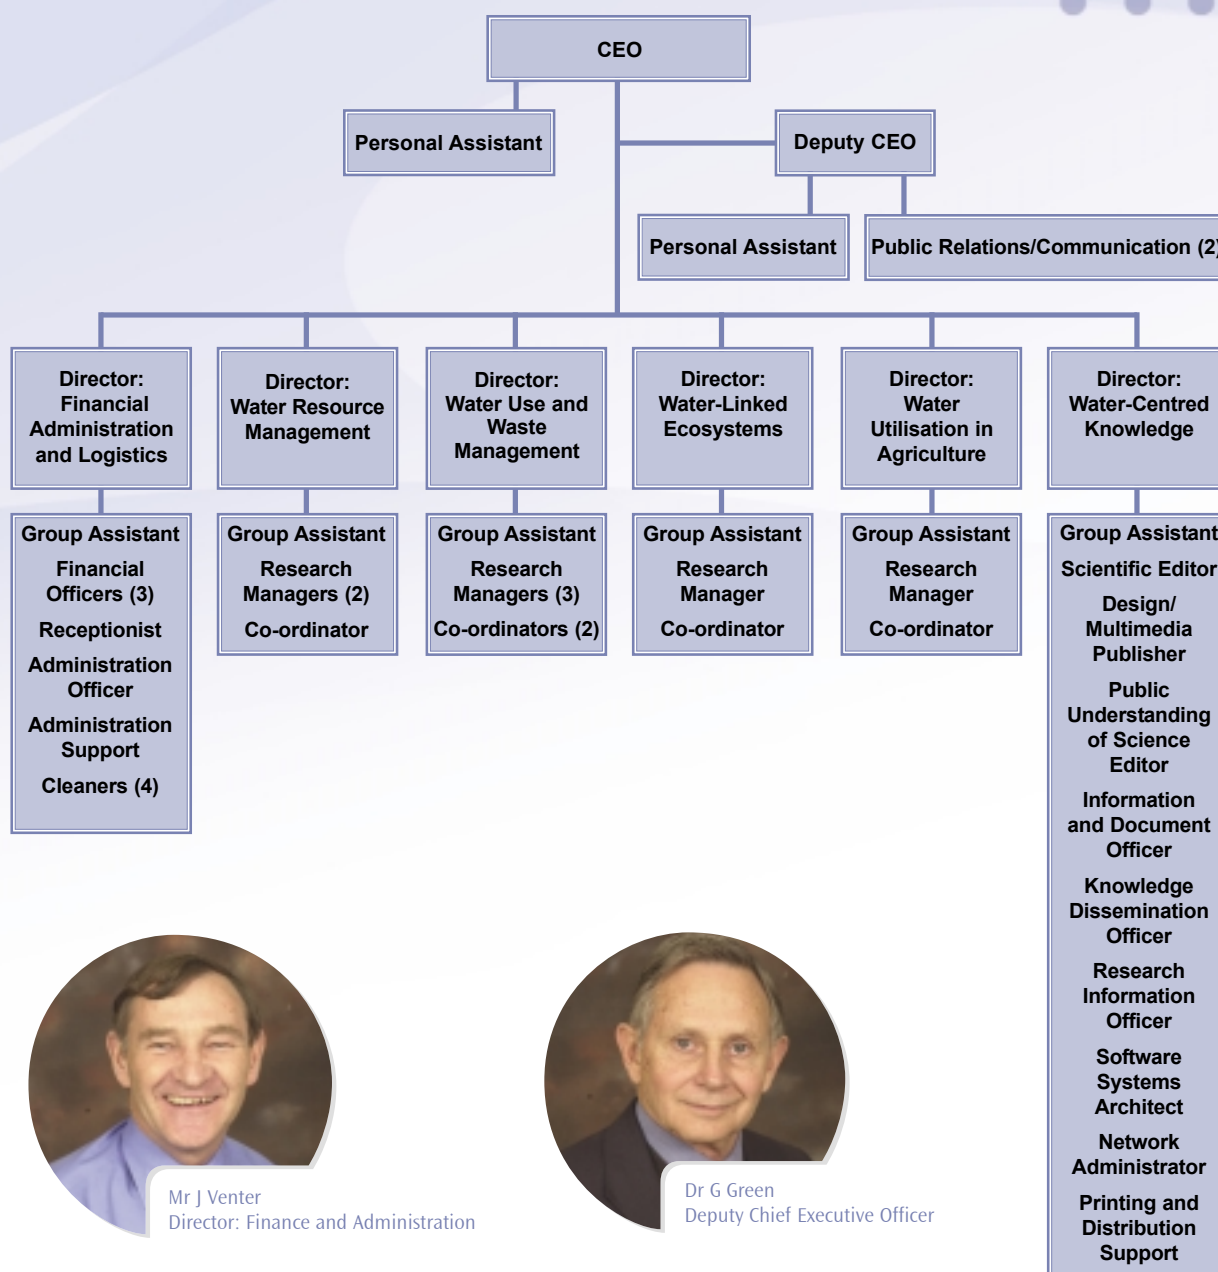 CEO
Personal Assistant
Deputy CEO
Personal Assistant
Public Relations/Communication (2)
Director:
Financial
Administration
and Logistics
Director:
Water Resource
Management
Director:
Water Use and
Waste
Management
Director:
Water-Linked
Ecosystems
Director:
Water
Utilisation in
Agriculture
Director:
Water-Centred
Knowledge
Group Assistant
Financial
Officers (3)
Receptionist
Administration
Officer
Administration
Support
Cleaners (4)
Group Assistant
Research
Managers (2)
Co-ordinator
Group Assistant
Research
Managers (3)
Co-ordinators (2)
Group Assistant
Research
Manager
Co-ordinator
Group Assistant
Research
Manager
Co-ordinator
Group Assistant
Scientific Editor
Design/
Multimedia
Publisher
Public
Understanding
of Science
Editor
Information
and Document
Officer
Knowledge
Dissemination
Officer
Research
Information
Officer
Software
Systems
Architect
Network
Administrator
Printing and
Distribution
Support
Mr J Venter
Director: Finance and Administration
Dr G Green
Deputy Chief Executive Officer